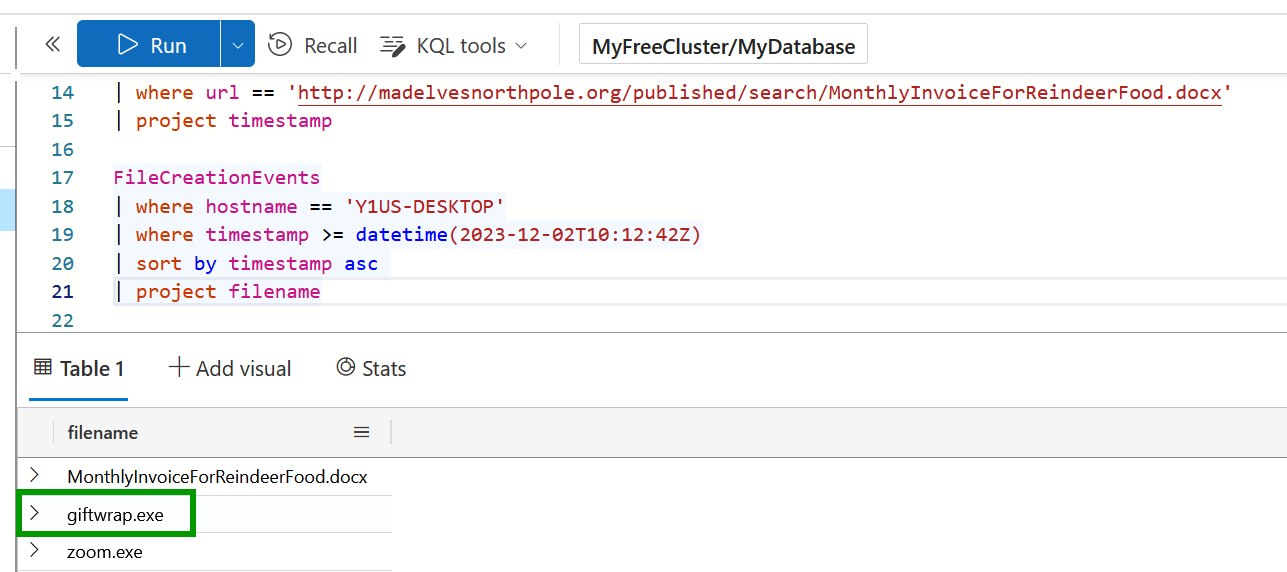 Run Recall KQL tools MyFreeCluster/MyDatabase
14 | where url == 'http://madelvesnorthpole.org/published/search/MonthlyInvoiceForReindeerFood.docx'
15 | project timestamp
16
17 FileCreationEvents
18 | where hostname == 'Y1US-DESKTOP'
19 | where timestamp >= datetime(2023-12-02T10:12:42Z)
20 | sort by timestamp asc
21 | project filename
22
Table 1 Add visual Stats
filename
MonthlyInvoiceForReindeerFood.docx
giftwrap.exe
zoom.exe